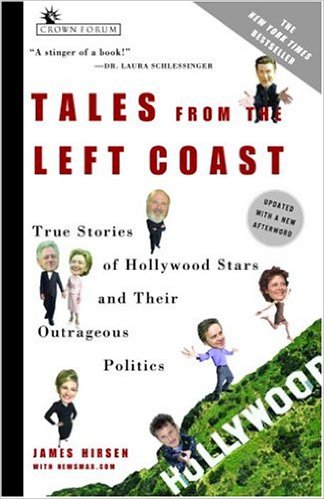 CROWN FORUM
THE
NEW YORK TIMES
BESTSELLER
"A stinger of a book!"
—DR. LAURA SCHLESSINGER
TALES FROM THE
LEFT COAST
UPDATED
WITH A NEW
AFTERWORD
True Stories
of Hollywood Stars
and Their
Outrageous
Politics
JAMES HIRSEN
WITH NEWSMAX.COM
HOLLYWOOD